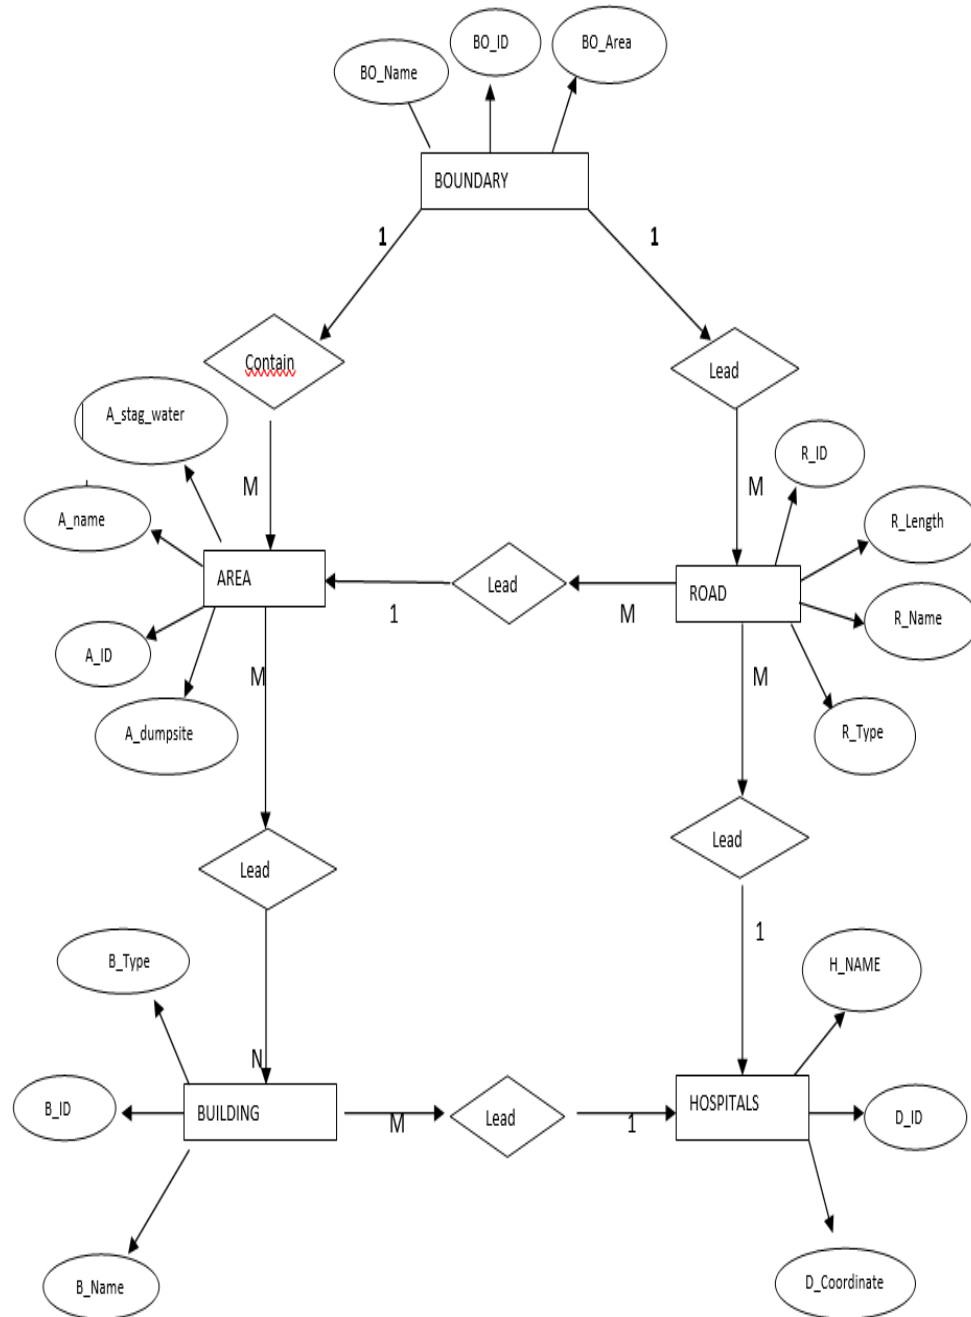 BO_Name
BO_ID
BO_Area
BOUNDARY
1
1
Contain
Lead
A_stag_water
R_ID
M
M
A_name
R_Length
AREA
Lead
ROAD
1
M
R_Name
A_ID
M
M
A_dumpsite
R_Type
Lead
Lead
1
B_Type
H_NAME
N
B_ID
BUILDING
M
Lead
1
HOSPITALS
D_ID
B_Name
D_Coordinate